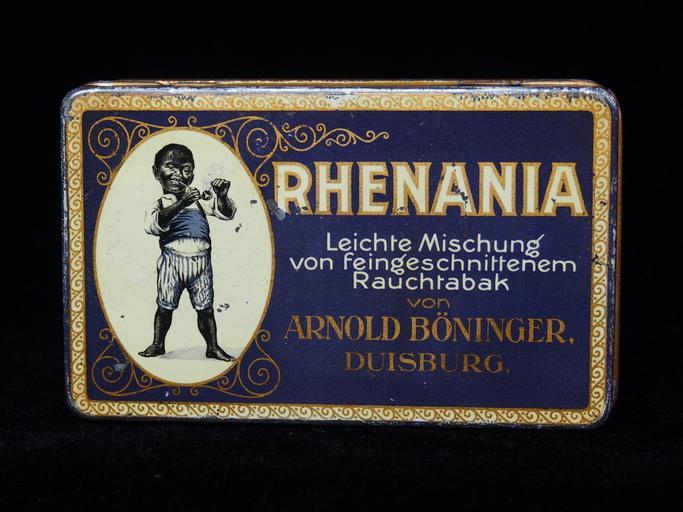 RHENANIA
Leichte Mischung
von feingeschnittenem
Rauchtabak
von
ARNOLD BÖNINGER,
DUISBURG.